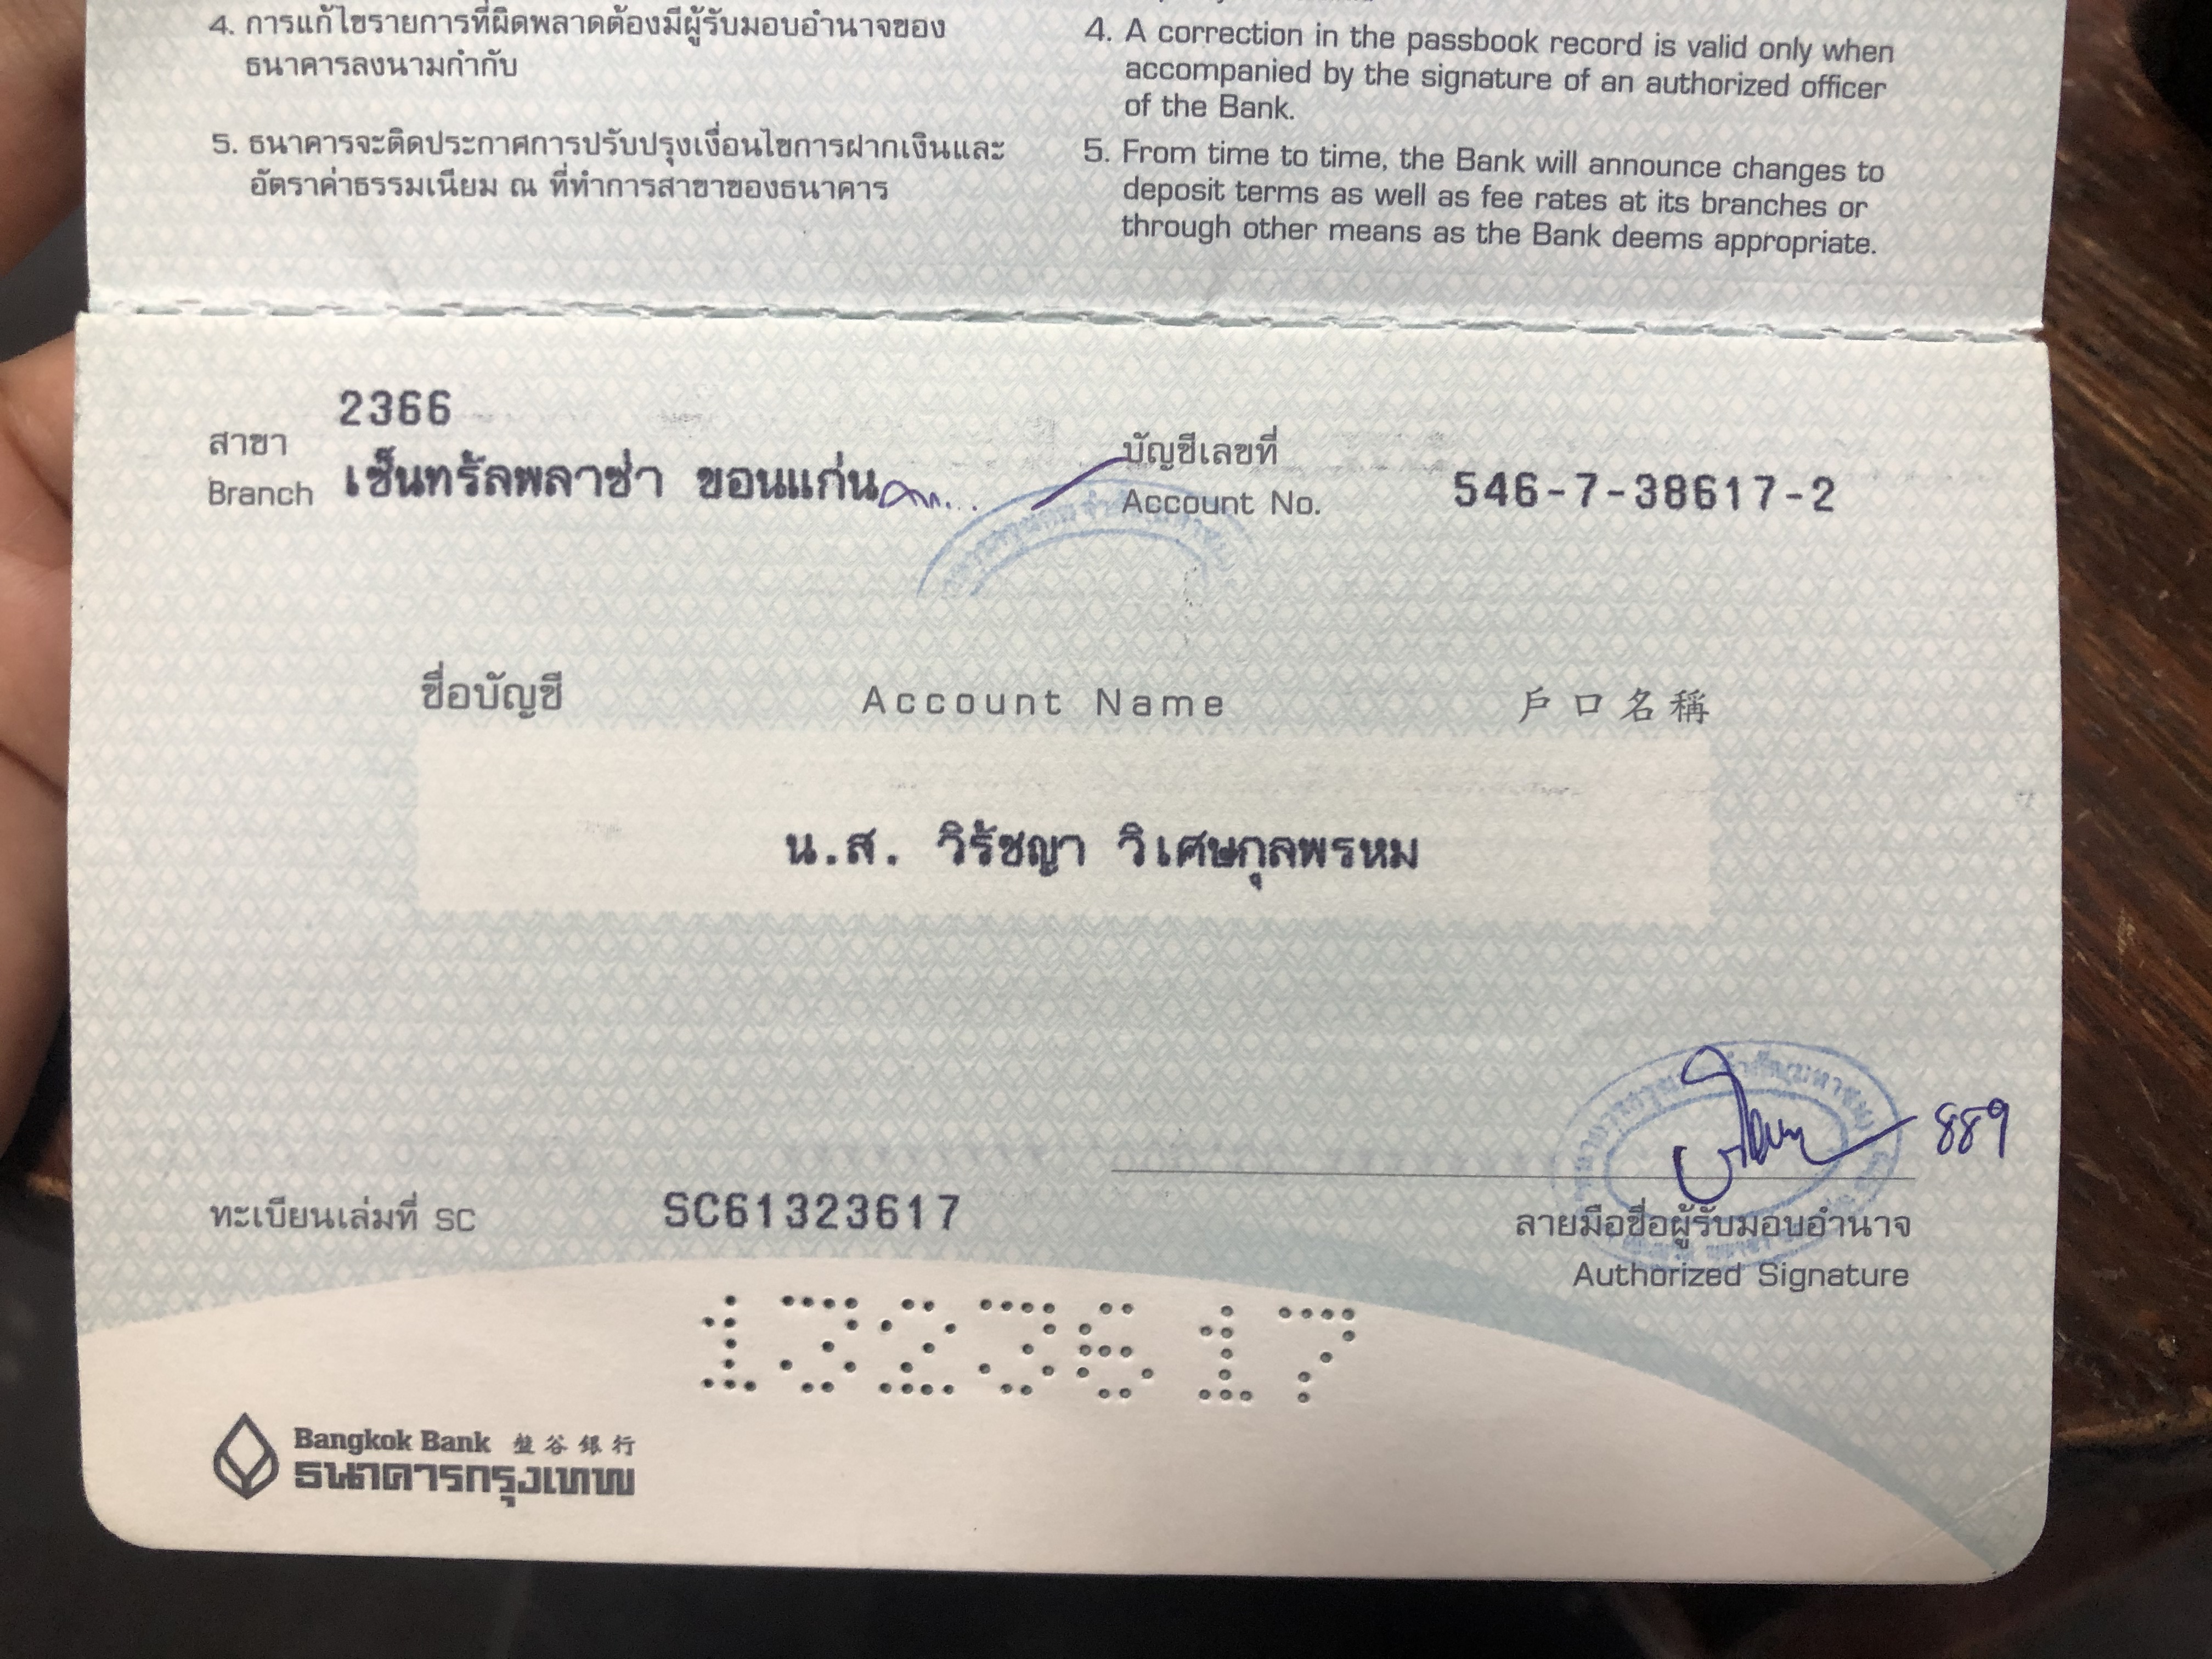 4. การแก้ไขรายการที่ผิดพลาดต้องมีผู้รับมอบอำนาจของ
ธนาคารลงนามกำกับ
5. ธนาคารจะติดประกาศการปรับปรุงเงื่อนไขการฝากเงินและ
อัตราค่าธรรมเนียม ณ ที่ทำการสาขาของธนาคาร
4. A correction in the passbook record is valid only when
accompanied by the signature of an authorized officer
of the Bank.
5. From time to time, the Bank will announce changes to
deposit terms as well as fee rates at its branches or
through other means as the Bank deems appropriate.
2366
สาขา
Branch เซ็นทรัลพลาซ่า ขอนแก่น
บัญชีเลขที่
Account No. 546-7-38617-2
ชื่อบัญชี Account Name 戶口名稱
น.ส. วิรัชญา วิเศษกุลพรหม
889
ทะเบียนเล่มที่ SC SC6132361​7
ลายมือชื่อผู้รับมอบอำนาจ
Authorized Signature
Bangkok Bank 盤谷銀行
ธนาคารกรุงเทพ